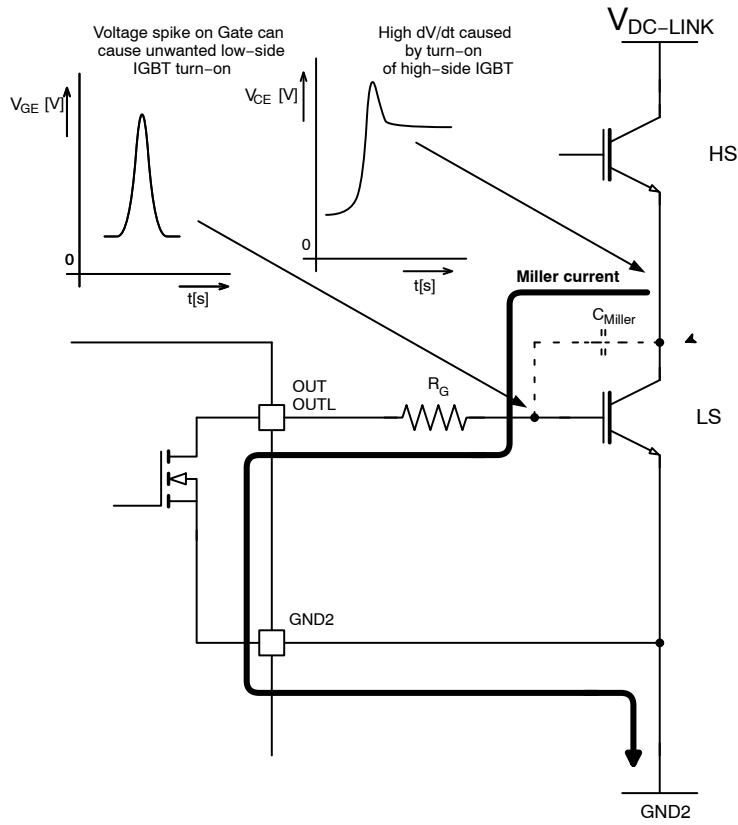 Voltage spike on Gate can
cause unwanted low−side
IGBT turn−on
High dV/dt caused
by turn−on
of high−side IGBT
VDC−LINK
VGE [V]
VCE [V]
HS
0
0
t[s]
t[s]
Miller current
CMiller
OUT
OUTL
RG
LS
GND2
GND2